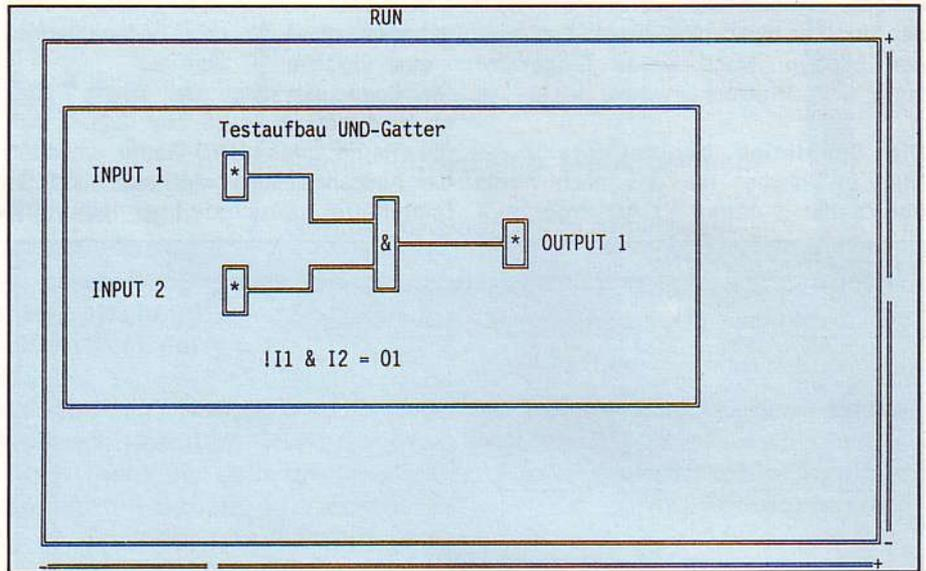 RUN
Testaufbau UND-Gatter
INPUT 1 *
&
* OUTPUT 1
INPUT 2 *
!I1 & I2 = O1